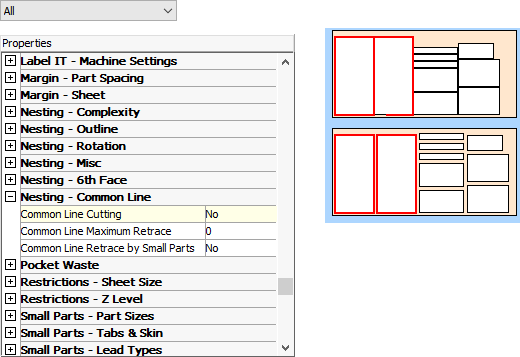 All
Properties
Label IT - Machine Settings
Margin - Part Spacing
Margin - Sheet
Nesting - Complexity
Nesting - Outline
Nesting - Rotation
Nesting - Misc
Nesting - 6th Face
Nesting - Common Line
Common Line Cutting No
Common Line Maximum Retrace 0
Common Line Retrace by Small Parts No
Pocket Waste
Restrictions - Sheet Size
Restrictions - Z Level
Small Parts - Part Sizes
Small Parts - Tabs & Skin
Small Parts - Lead Types